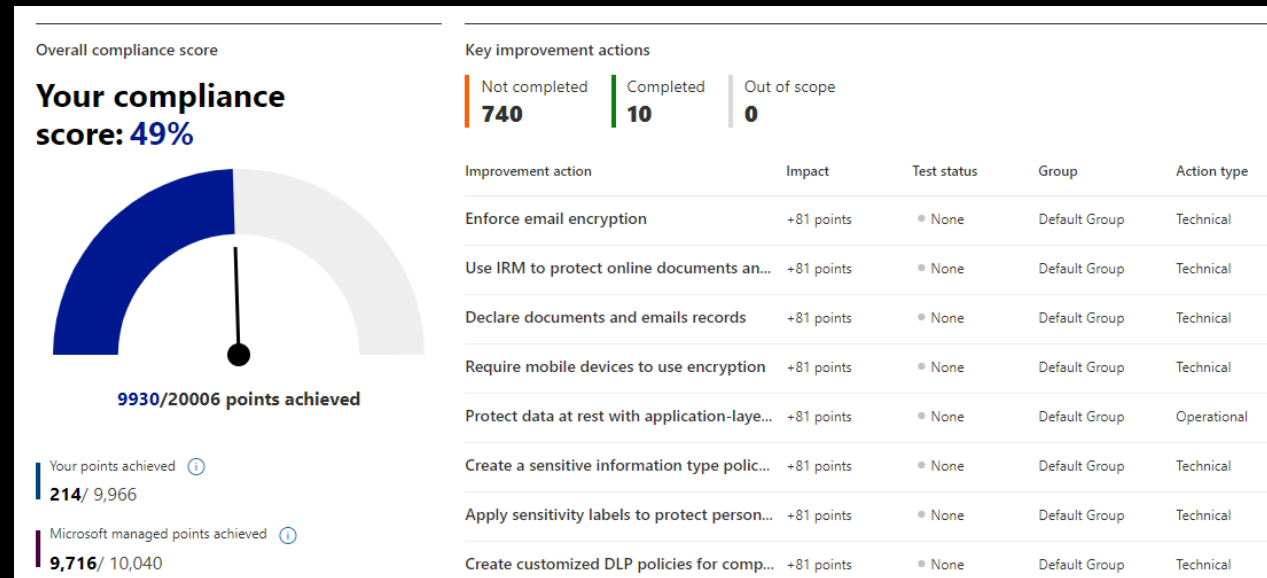 Overall compliance score
Your compliance
score: 49%
9930/20006 points achieved
Your points achieved
214/ 9,966
Microsoft managed points achieved
9,716/ 10,040
Key improvement actions
Not completed Completed Out of scope
740 10 0
Improvement action Impact Test status Group Action type
Enforce email encryption +81 points None Default Group Technical
Use IRM to protect online documents an... +81 points None Default Group Technical
Declare documents and emails records +81 points None Default Group Technical
Require mobile devices to use encryption +81 points None Default Group Technical
Protect data at rest with application-laye... +81 points None Default Group Operational
Create a sensitive information type polic... +81 points None Default Group Technical
Apply sensitivity labels to protect person... +81 points None Default Group Technical
Create customized DLP policies for comp... +81 points None Default Group Technical